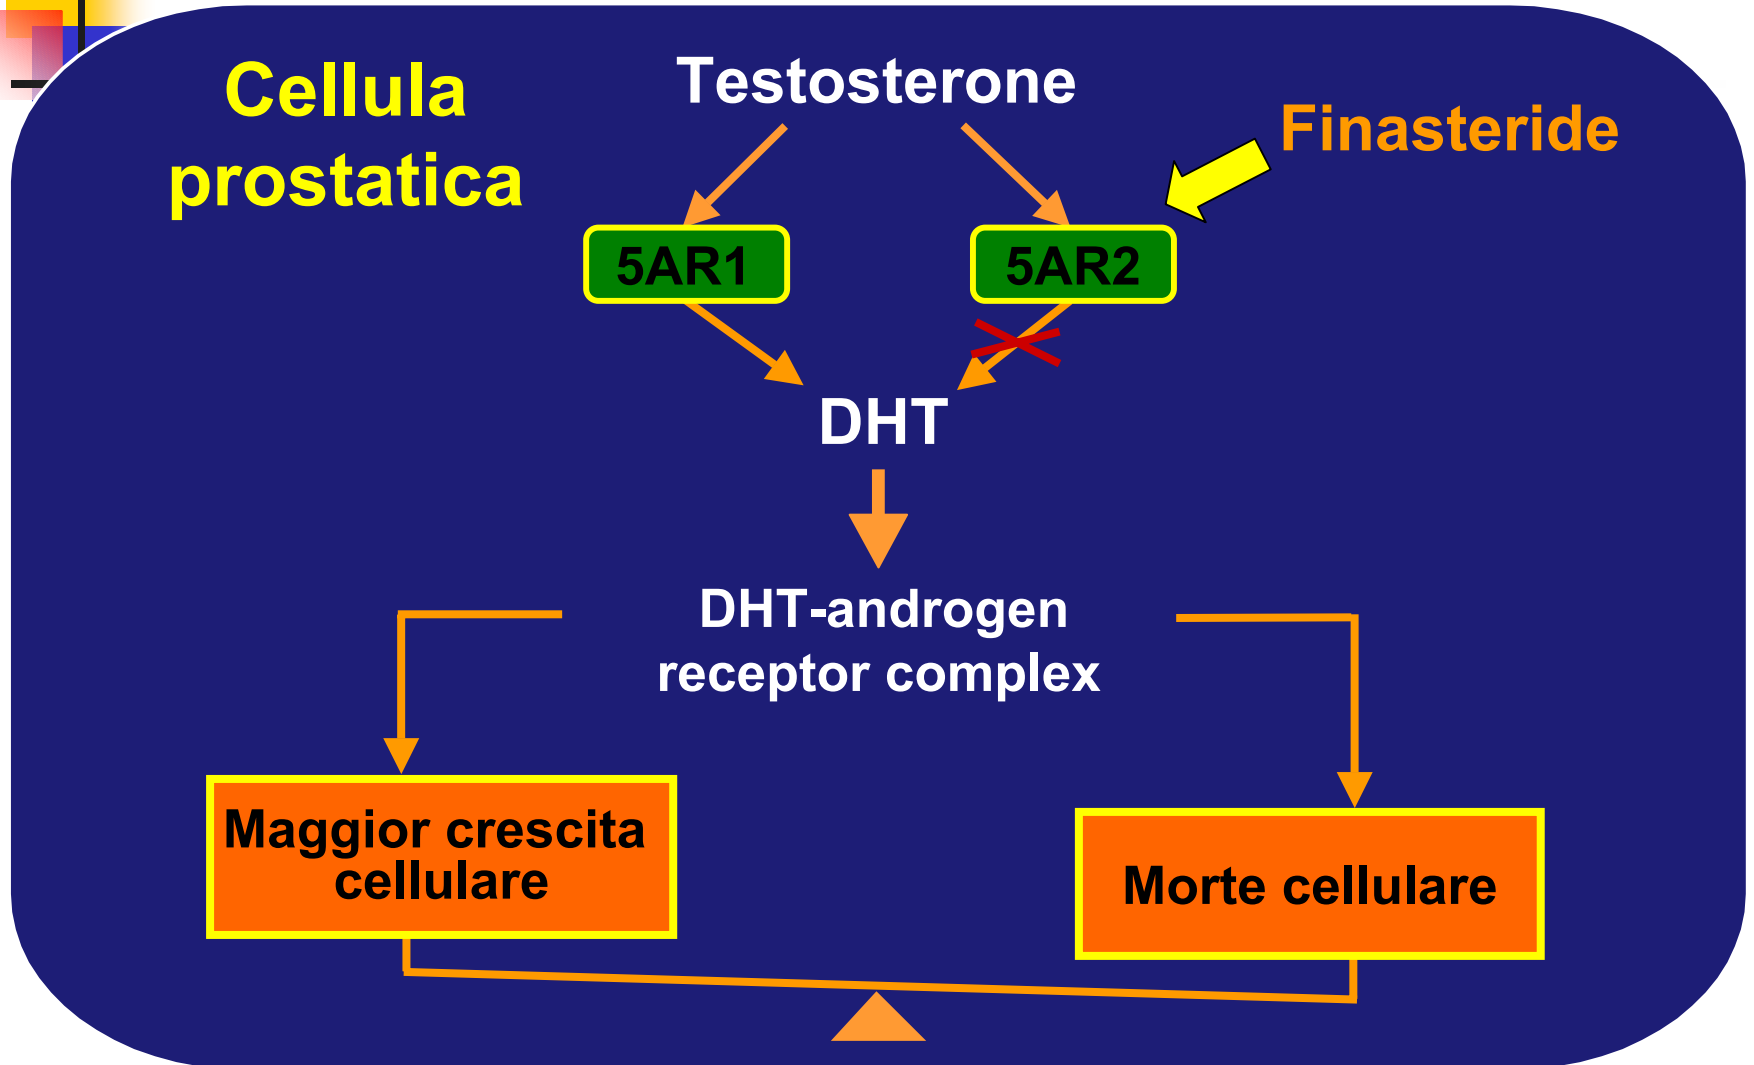 Cellula
prostatica
Testosterone
Finasteride
5AR1
5AR2
DHT
DHT-androgen
receptor complex
Maggior crescita
cellulare
Morte cellulare